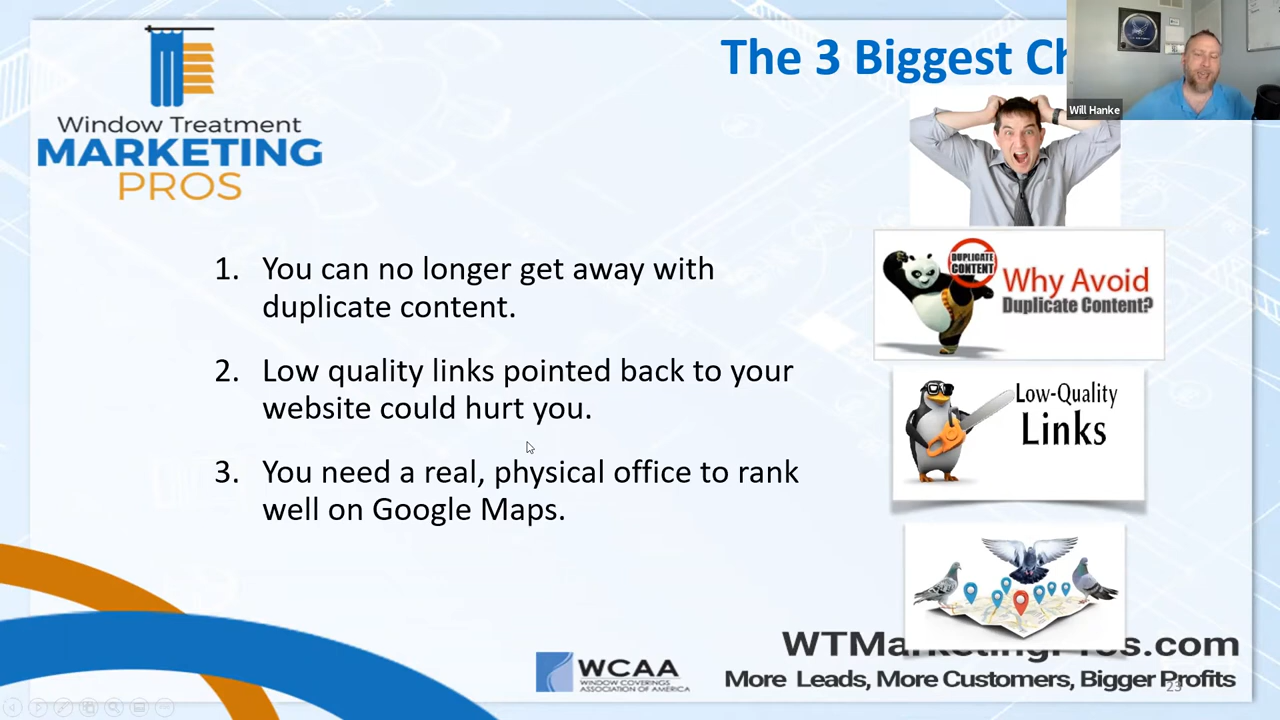 The 3 Biggest Ch
Will Hanke
Window Treatment
MARKETING
PROS
1. You can no longer get away with
duplicate content.
2. Low quality links pointed back to your
website could hurt you.
3. You need a real, physical office to rank
well on Google Maps.
DUPLICATE
CONTENT
Why Avoid
Duplicate Content?
Low-Quality
Links
WTMarketingPros.com
More Leads, More Customers, Bigger Profits
WCAA
WINDOW COVERINGS
ASSOCIATION OF AMERICA
23